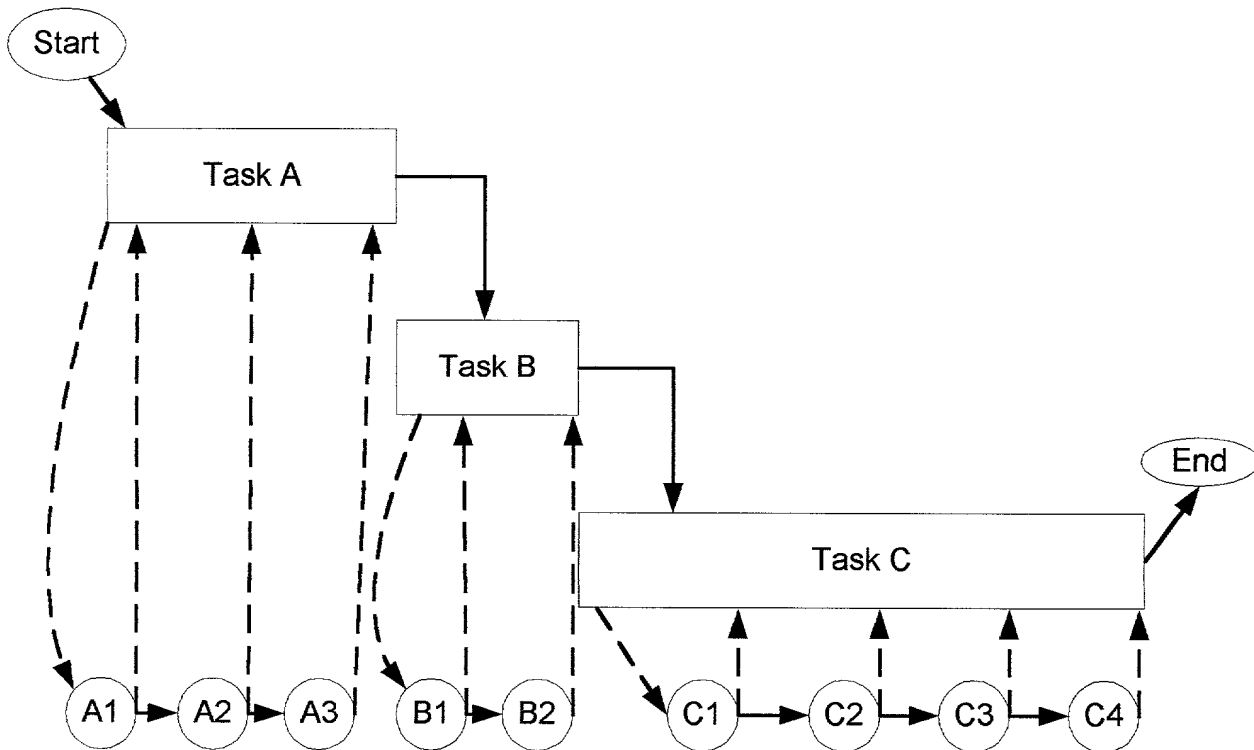 Start
Task A
Task B
End
Task C
A1
A2
A3
B1
B2
C1
C2
C3
C4